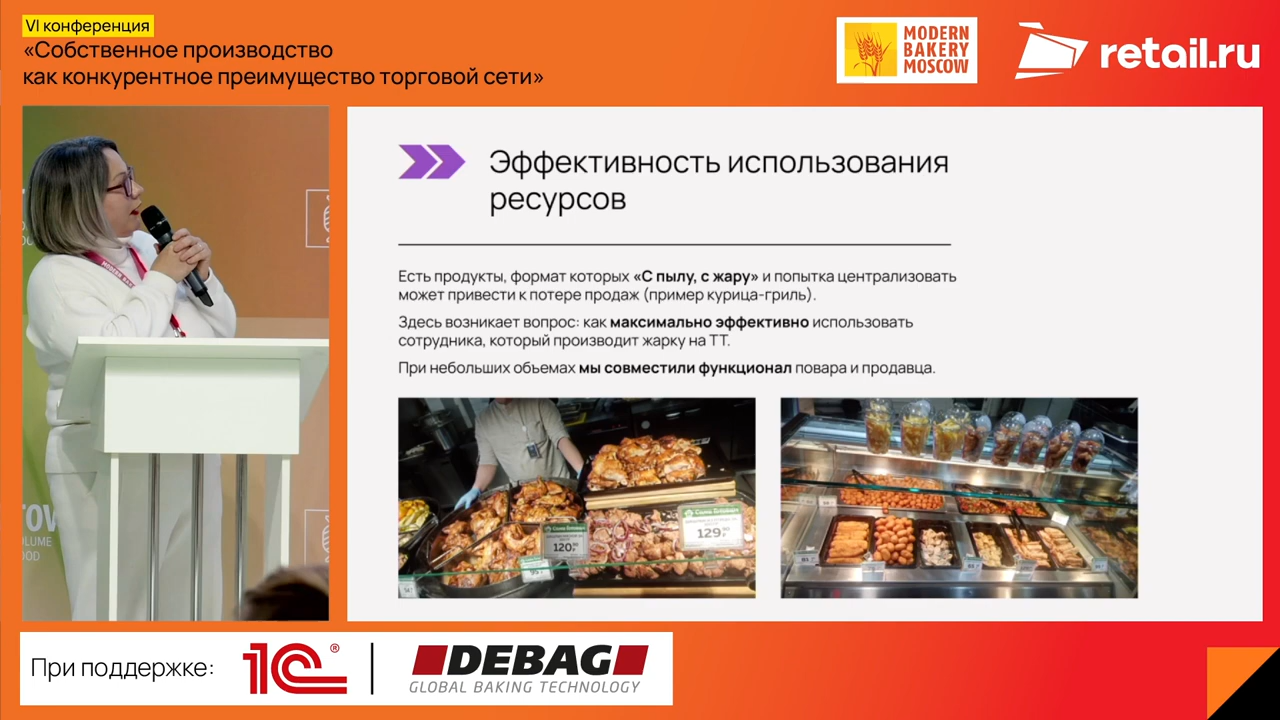 VI конференция
«Собственное производство
как конкурентное преимущество торговой сети»
MODERN
BAKERY
MOSCOW
retail.ru
Эффективность использования
ресурсов
Есть продукты, формат которых «С пылу, с жару» и попытка централизовать
может привести к потере продаж (пример курица-гриль).
Здесь возникает вопрос: как максимально эффективно использовать
сотрудника, который производит жарку на ТТ.
При небольших объемах мы совместили функционал повара и продавца.
120
129
При поддержке:
1С®
DEBAG
GLOBAL BAKING TECHNOLOGY